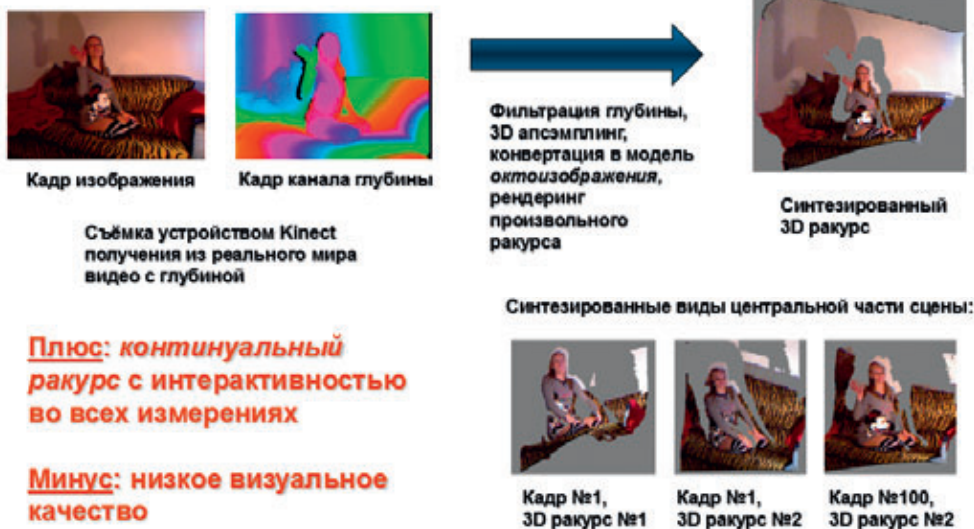 Кадр изображения
Кадр канала глубины
Съёмка устройством Kinect
получения из реального мира
видео с глубиной
Фильтрация глубины,
3D апсэмплинг,
конвертация в модель
октоизображения,
рендеринг
произвольного
ракурса
Синтезированный
3D ракурс
Плюс: континуальный
ракурс с интерактивностью
во всех измерениях
Минус: низкое визуальное
качество
Синтезированные виды центральной части сцены:
Кадр №1,
3D ракурс №1
Кадр №1,
3D ракурс №2
Кадр №100,
3D ракурс №2